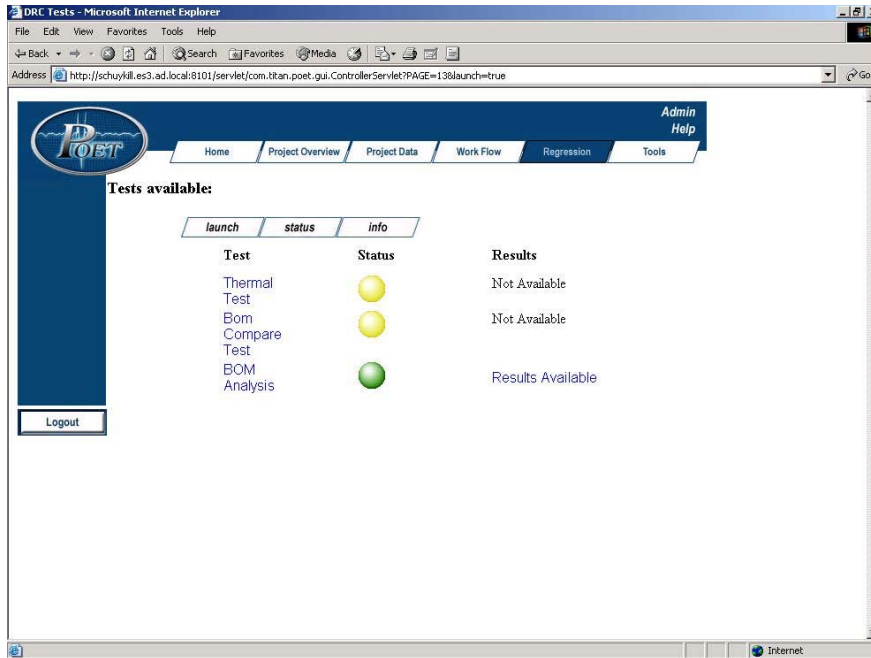 DRC Tests - Microsoft Internet Explorer
File Edit View Favorites Tools Help
Back Search Favorites Media
Address http://schuykill.es3.ad.local:8101/servlet/com.titan.poet.gui.ControllerServlet?PAGE=13&launch=true Go
Admin
Help
POET
Home Project Overview Project Data Work Flow Regression Tools
Tests available:
launch status info
Test Status Results
Thermal
Test
Not Available
Bom
Compare
Test
Not Available
BOM
Analysis
Results Available
Logout
Internet